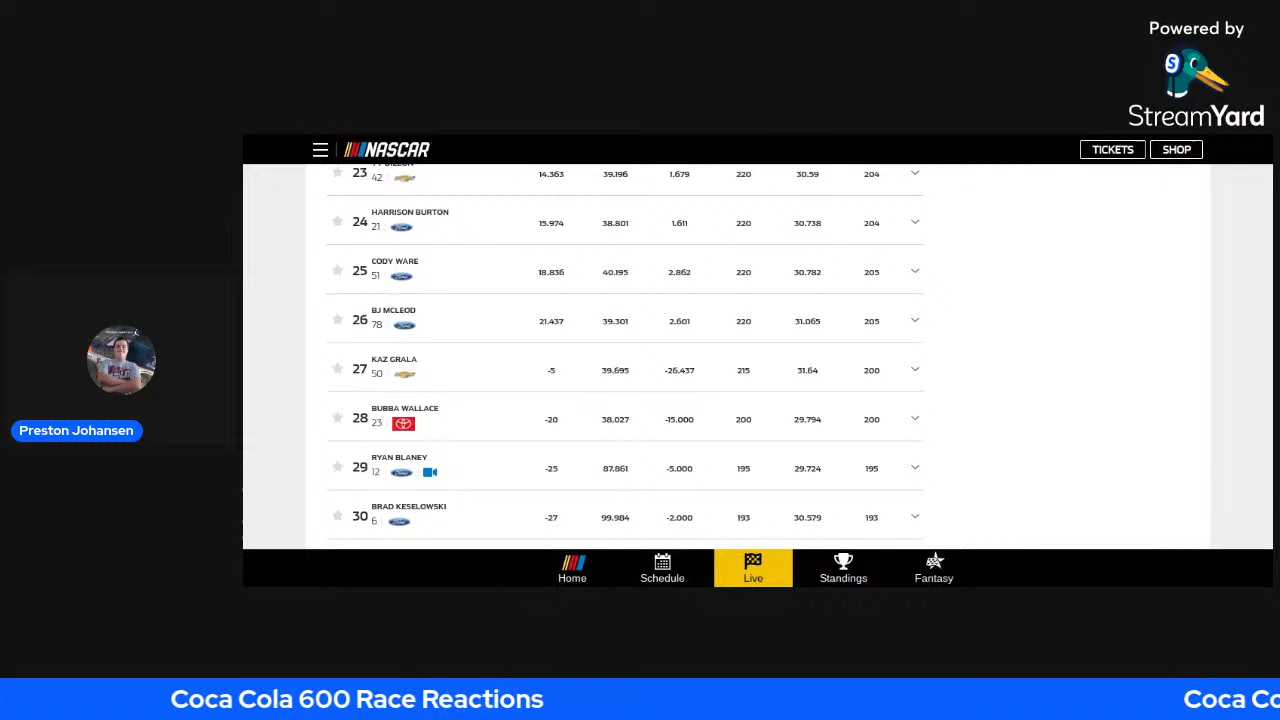 Powered by
StreamYard
NASCAR
TICKETS
SHOP
23
42
14.363 39.196 1.679 220 30.59 204
24 HARRISON BURTON
21 Ford
15.974 38.801 1.611 220 30.738 204
25 CODY WARE
51 Ford
18.836 40.195 2.862 220 30.782 205
26 BJ MCLEOD
78 Ford
21.437 39.301 2.601 220 31.065 205
27 KAZ GRALA
50
-5 39.695 -26.437 215 31.64 200
28 BUBBA WALLACE
23
-20 38.027 -15.000 200 29.794 200
29 RYAN BLANEY
12 Ford
-25 87.861 -5.000 195 29.724 195
30 BRAD KESELOWSKI
6 Ford
-27 99.984 -2.000 193 30.579 193
Home Schedule Live Standings Fantasy
Preston Johansen
Coca Cola 600 Race Reactions
Coca